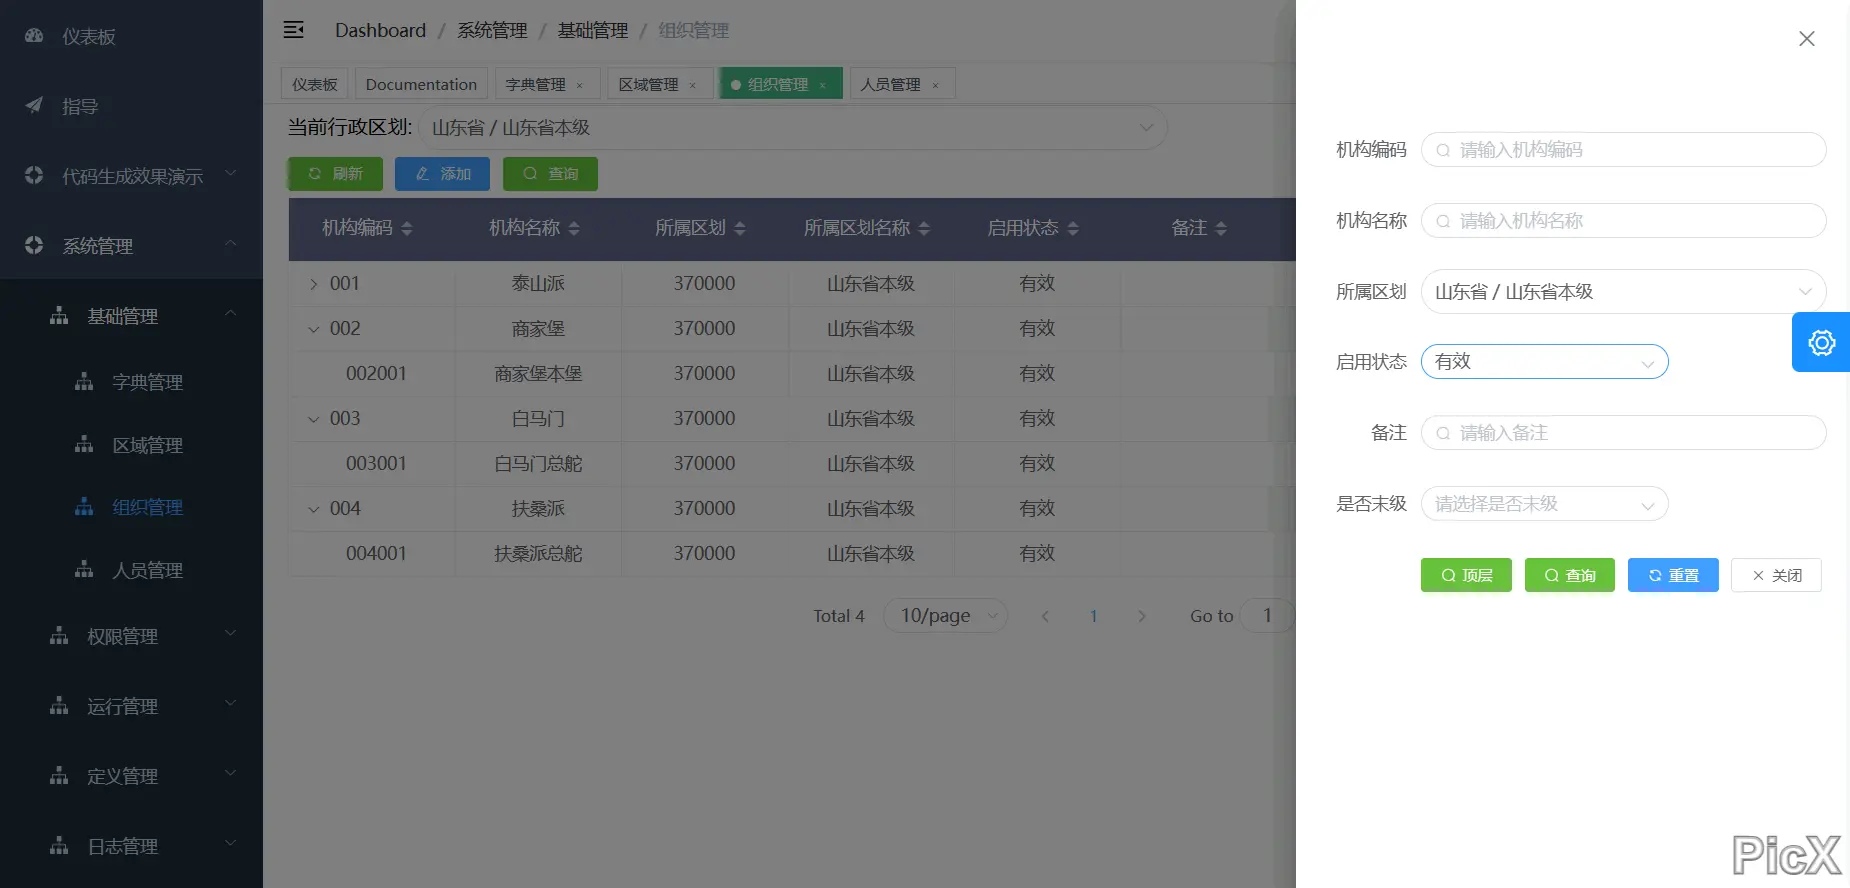 仪表板
指导
代码生成效果演示
系统管理
基础管理
字典管理
区域管理
组织管理
人员管理
权限管理
运行管理
定义管理
日志管理
Dashboard / 系统管理 / 基础管理 / 组织管理
仪表板 Documentation 字典管理 × 区域管理 × 组织管理 × 人员管理 ×
当前行政区划: 山东省 / 山东省本级
刷新 添加 查询
机构编码 机构名称 所属区划 所属区划名称 启用状态 备注
001 泰山派 370000 山东省本级 有效
002 商家堡 370000 山东省本级 有效
002001 商家堡本堡 370000 山东省本级 有效
003 白马门 370000 山东省本级 有效
003001 白马门总舵 370000 山东省本级 有效
004 扶桑派 370000 山东省本级 有效
004001 扶桑派总舵 370000 山东省本级 有效
Total 4 10/page 1 Go to 1
机构编码 请输入机构编码
机构名称 请输入机构名称
所属区划 山东省 / 山东省本级
启用状态 有效
备注 请输入备注
是否末级 请选择是否末级
顶层 查询 重置 关闭
PicX